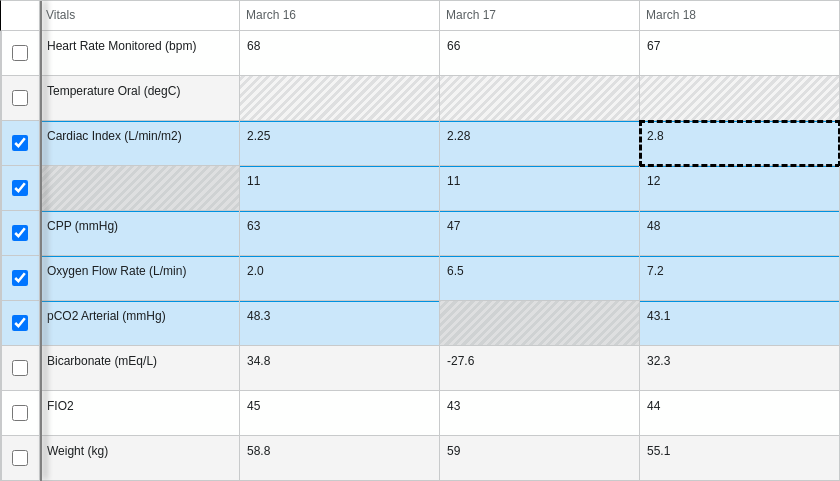 Vitals March 16 March 17 March 18
Heart Rate Monitored (bpm) 68 66 67
Temperature Oral (degC)
Cardiac Index (L/min/m2) 2.25 2.28 2.8
11 11 12
CPP (mmHg) 63 47 48
Oxygen Flow Rate (L/min) 2.0 6.5 7.2
pCO2 Arterial (mmHg) 48.3 43.1
Bicarbonate (mEq/L) 34.8 -27.6 32.3
FIO2 45 43 44
Weight (kg) 58.8 59 55.1